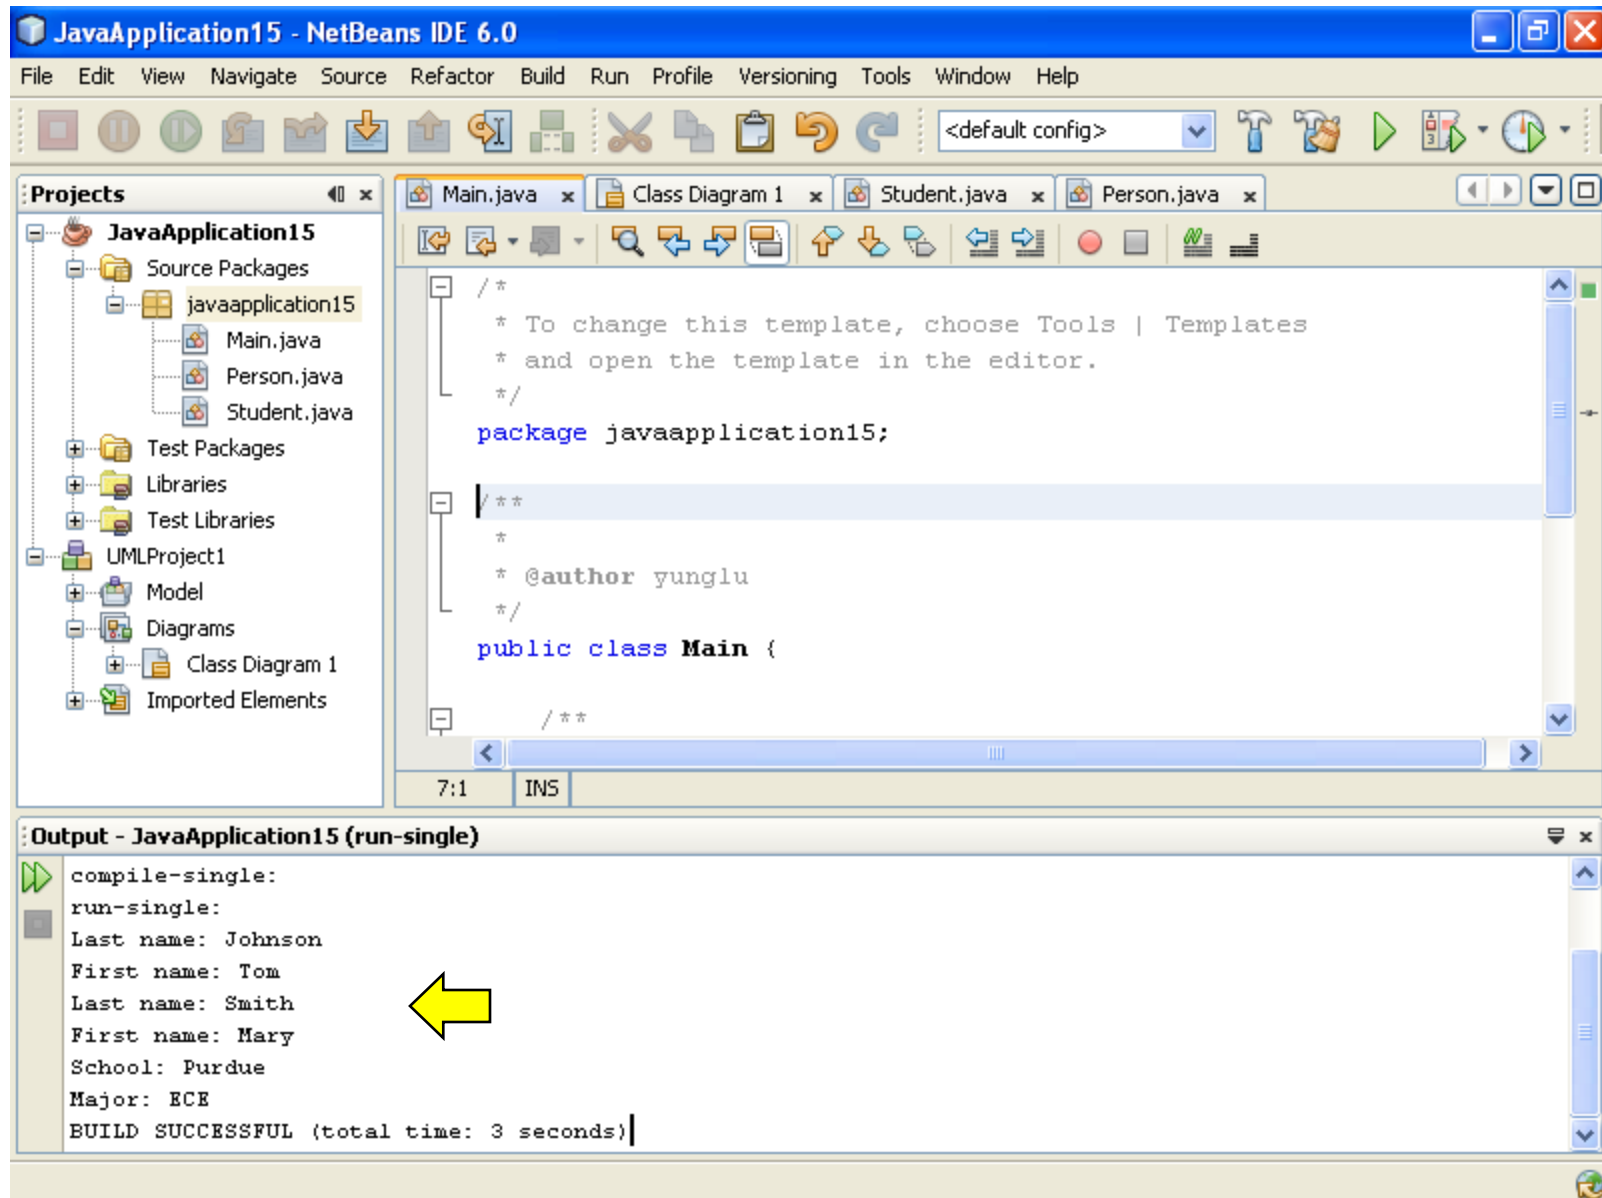 JavaApplication15 - NetBeans IDE 6.0
File Edit View Navigate Source Refactor Build Run Profile Versioning Tools Window Help
<default config>
Projects
JavaApplication15
Source Packages
javaapplication15
Main.java
Person.java
Student.java
Test Packages
Libraries
Test Libraries
UMLProject1
Model
Diagrams
Class Diagram 1
Imported Elements
Main.java Class Diagram 1 Student.java Person.java
/*
* To change this template, choose Tools | Templates
* and open the template in the editor.
*/
package javaapplication15;
/**
*
* @author yunglu
*/
public class Main {
/**
7:1 INS
Output - JavaApplication15 (run-single)
compile-single:
run-single:
Last name: Johnson
First name: Tom
Last name: Smith
First name: Mary
School: Purdue
Major: ECE
BUILD SUCCESSFUL (total time: 3 seconds)